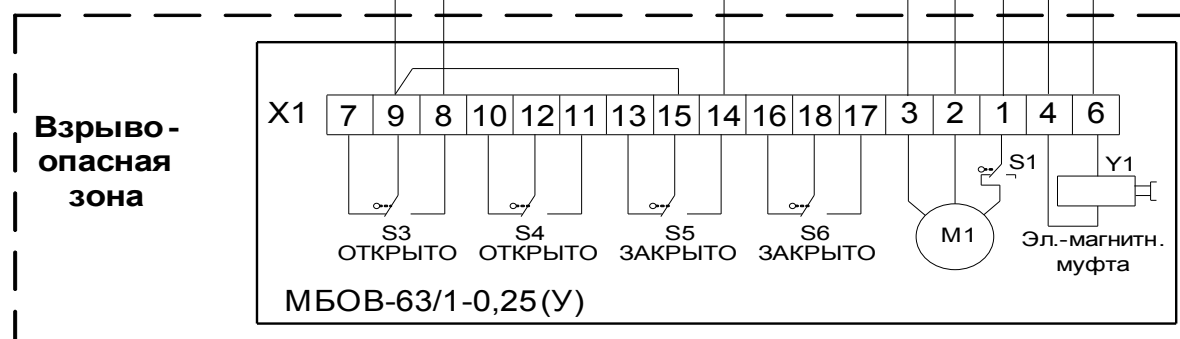 Взрыво-
опасная
зона
X1 7 9 8 10 12 11 13 15 14 16 18 17 3 2 1 4 6
S1
Y1
S3 S4 S5 S6
ОТКРЫТО ОТКРЫТО ЗАКРЫТО ЗАКРЫТО
M1
Эл.-магнитн.
муфта
МБОВ-63/1-0,25(У)